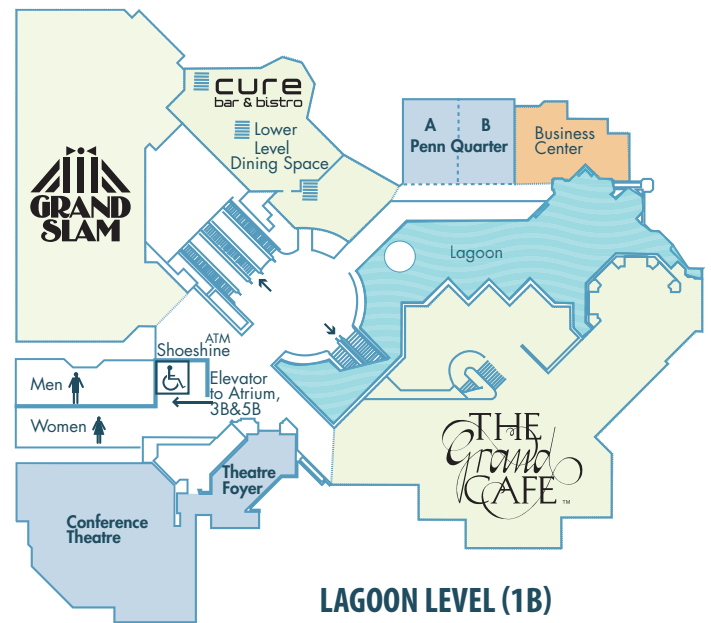 cure
bar & bistro
Lower
Level
Dining Space
A
B
Penn Quarter
Business
Center
GRAND
SLAM
Lagoon
ATM
Shoeshine
Men
Elevator
to Atrium,
3B&5B
Women
THE
Grand
CAFE ™
Theatre
Foyer
Conference
Theatre
LAGOON LEVEL (1B)